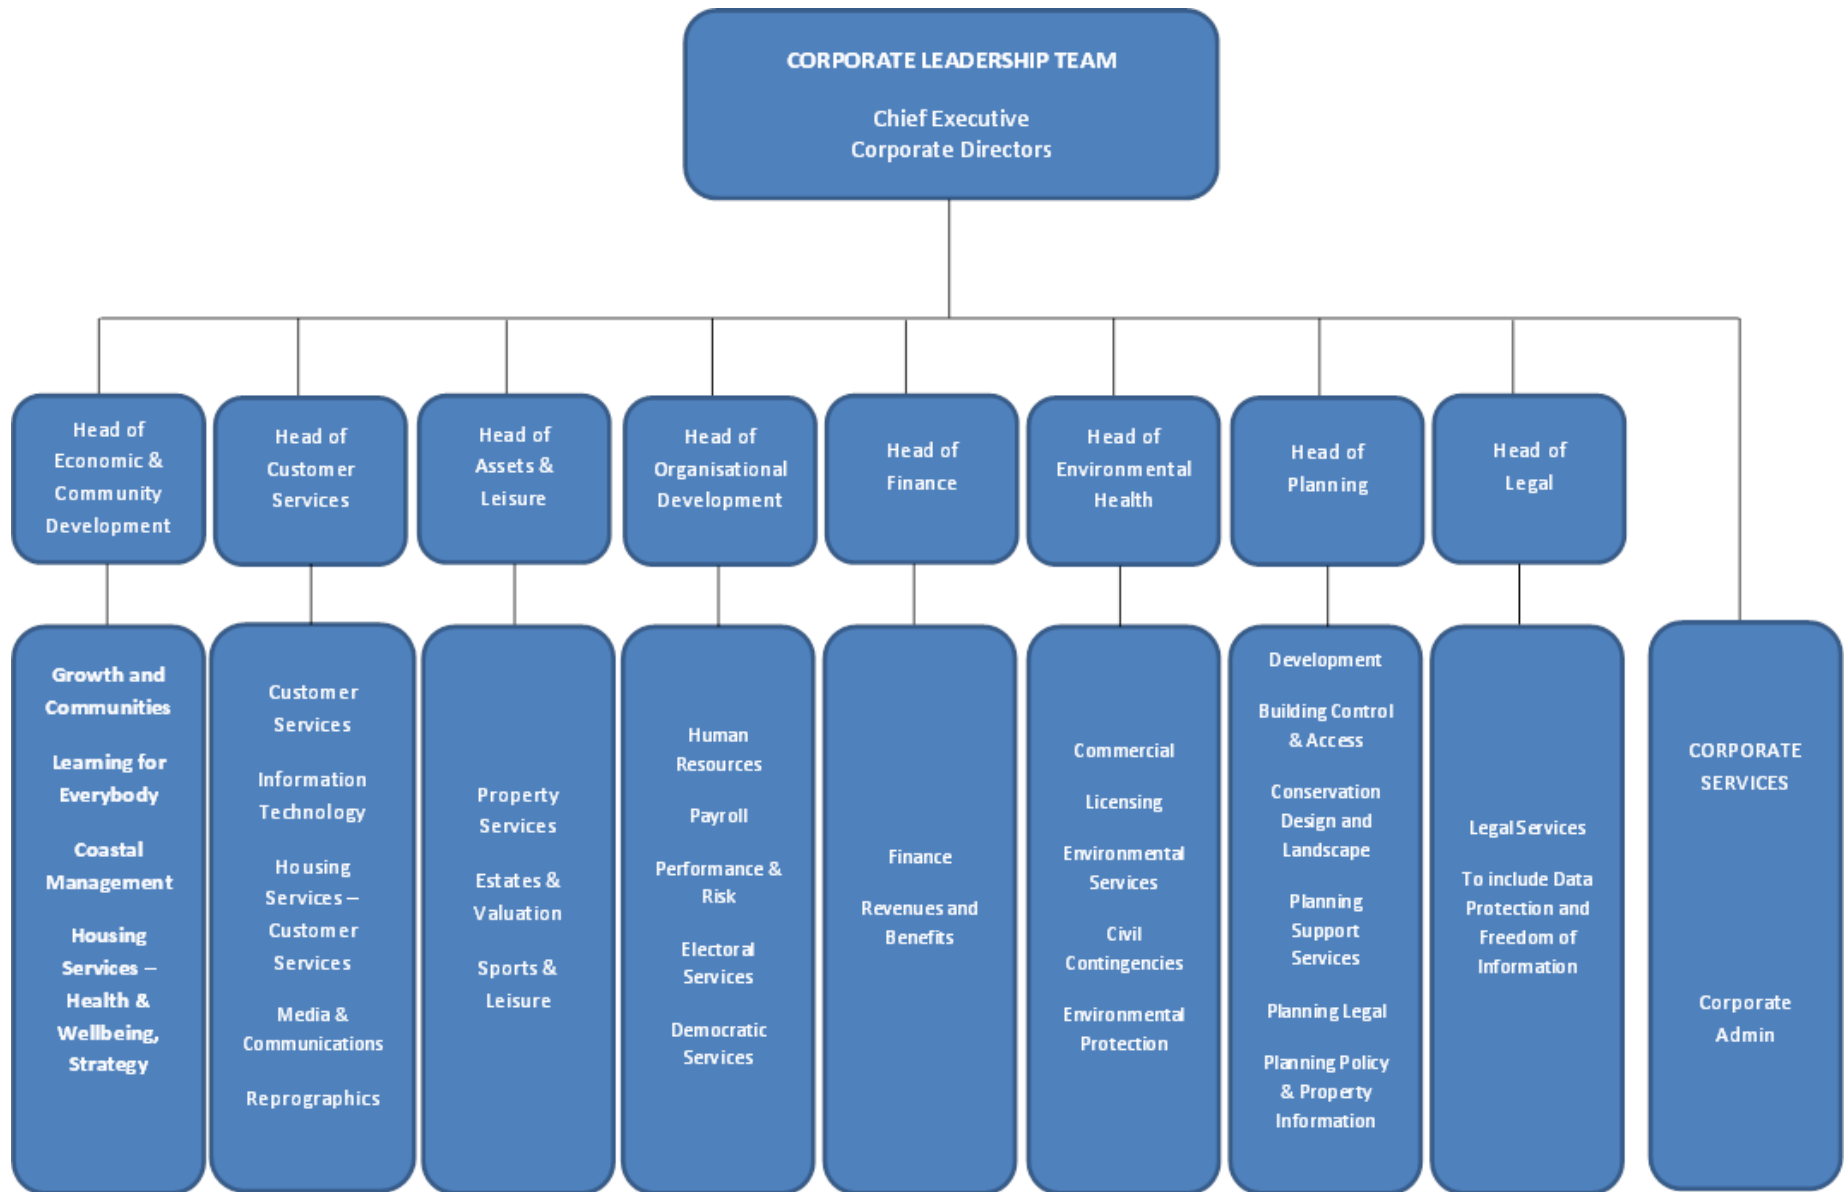 CORPORATE LEADERSHIP TEAM
Chief Executive
Corporate Directors
Head of
Economic &
Community
Development
Head of
Customer
Services
Head of
Assets &
Leisure
Head of
Organisational
Development
Head of
Finance
Head of
Environmental
Health
Head of
Planning
Head of
Legal
Growth and
Communities
Learning for
Everybody
Coastal
Management
Housing
Services –
Health &
Wellbeing,
Strategy
Customer
Services
Information
Technology
Housing
Services –
Customer
Services
Media &
Communications
Reprographics
Property
Services
Estates &
Valuation
Sports &
Leisure
Human
Resources
Payroll
Performance &
Risk
Electoral
Services
Democratic
Services
Finance
Revenues and
Benefits
Commercial
Licensing
Environmental
Services
Civil
Contingencies
Environmental
Protection
Development
Building Control
& Access
Conservation
Design and
Landscape
Planning
Support
Services
Planning Legal
Planning Policy
& Property
Information
Legal Services
To include Data
Protection and
Freedom of
Information
CORPORATE
SERVICES
Corporate
Admin